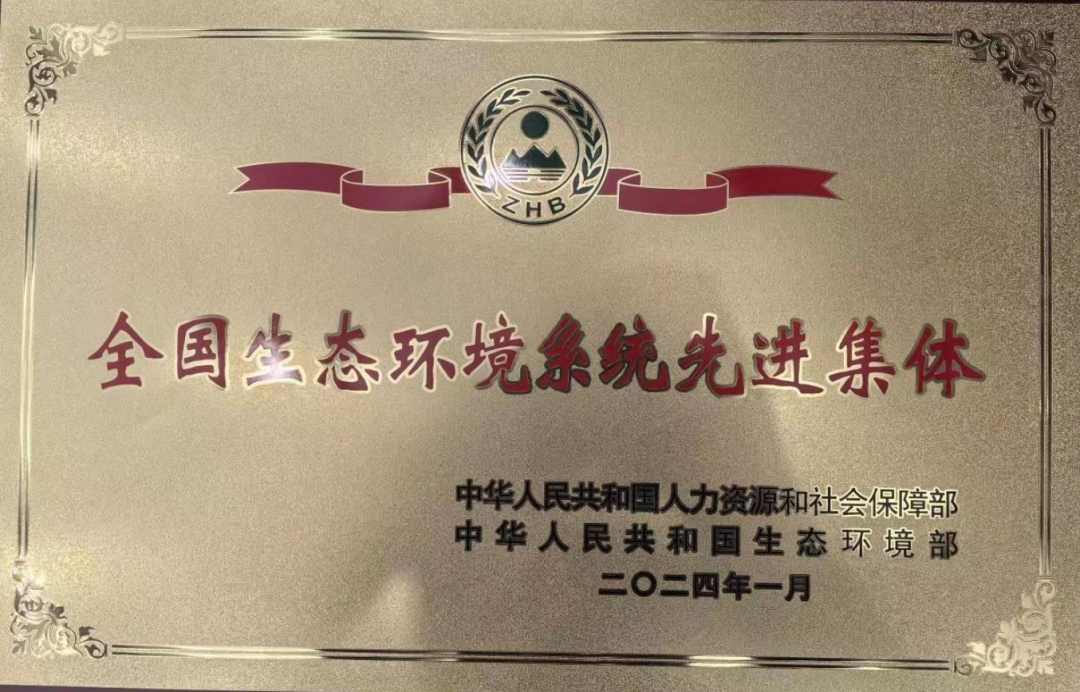 ZHB
全国生态环境系统先进集体
中华人民共和国人力资源和社会保障部
中华人民共和国生态环境部
二〇二四年一月